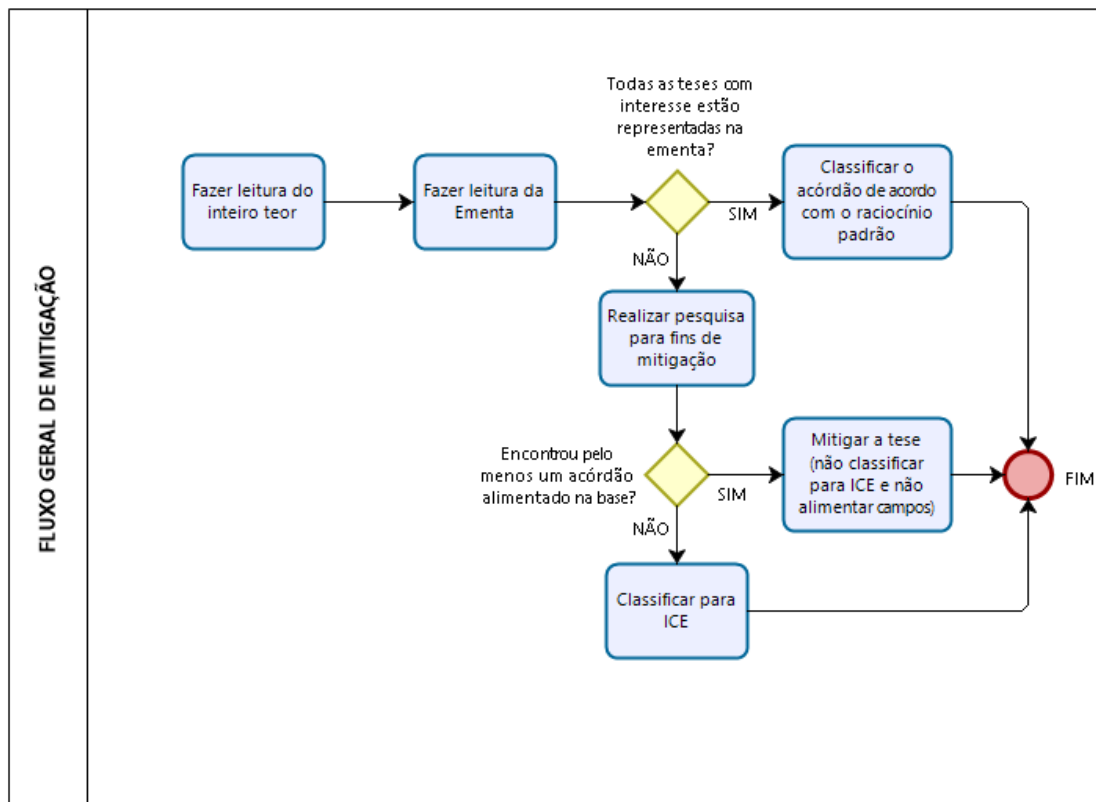 FLUXO GERAL DE MITIGAÇÃO
Todas as teses com
interesse estão
representadas na
ementa?
Fazer leitura do
inteiro teor
Fazer leitura da
Ementa
SIM
Classificar o
acórdão de acordo
com o raciocínio
padrão
NÃO
Realizar pesquisa
para fins de
mitigação
Encontrou pelo
menos um acórdão
alimentado na base?
SIM
Mitigar a tese
(não classificar
para ICE e não
alimentar campos)
FIM
NÃO
Classificar para
ICE